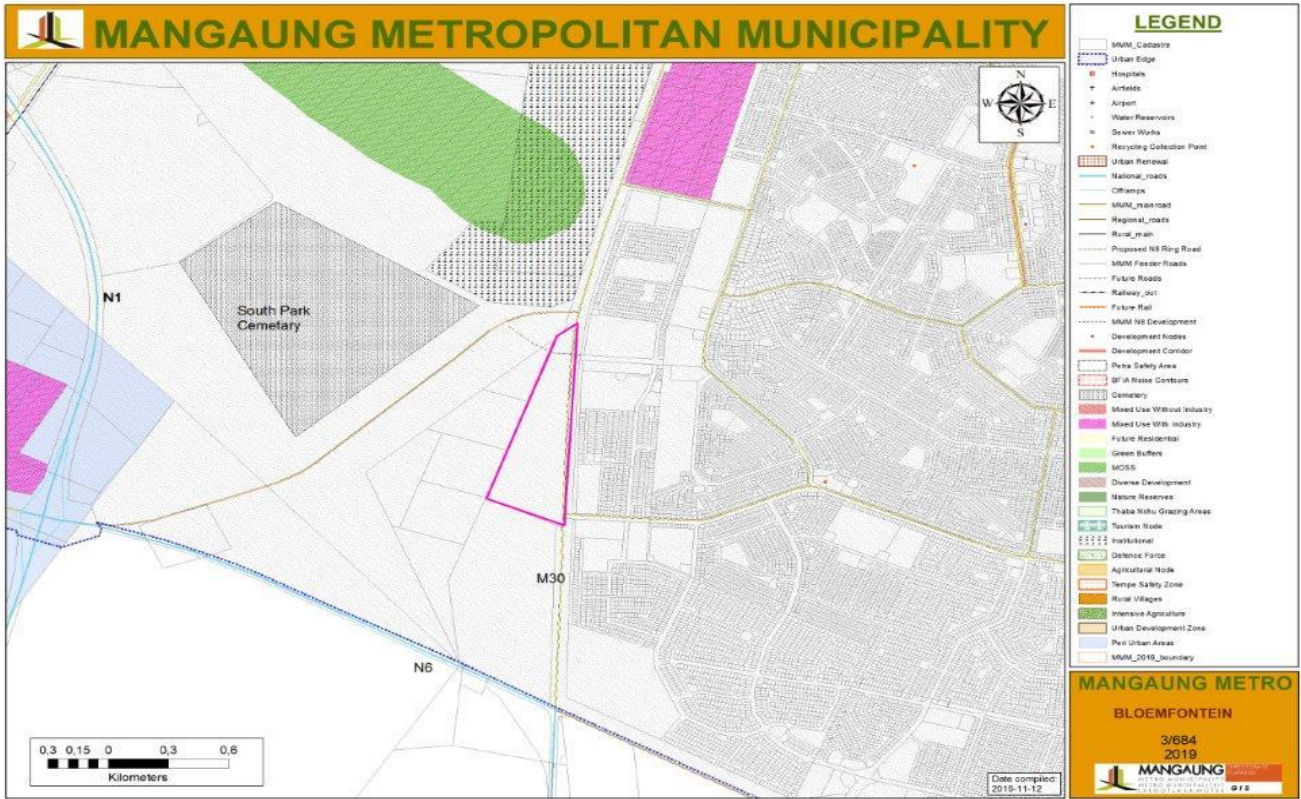 MANGAUNG METROPOLITAN MUNICIPALITY
N
W E
S
N1
South Park
Cemetary
M30
N6
0,3 0,15 0 0,3 0,6
Kilometers
Date compiled:
2019-11-12
LEGEND
MMM_Cadastre
Urban Edge
Hospitals
Airfields
Airport
Water Reservoirs
Sewer Works
Recycling Collection Point
Urban Renewal
National_roads
Offramps
MMM_mainroad
Regional_roads
Rural_main
Proposed N8 Ring Road
MMM Feeder Roads
Future Roads
Railway_out
Future Rail
MMM N8 Development
Development Nodes
Development Corridor
Petra Safety Area
BFIA Noise Contours
Cemetery
Mixed Use Without Industry
Mixed Use With Industry
Future Residential
Green Buffers
MOSS
Diverse Development
Nature Reserves
Thaba Nchu Grazing Areas
Tourism Node
Institutional
Defense Force
Agricultural Node
Tempe Safety Zone
Rural Villages
Intensive Agriculture
Urban Development Zone
Peri Urban Areas
MMM_2016_boundary
MANGAUNG METRO
BLOEMFONTEIN
3/684
2019
MANGAUNG
METRO MUNICIPALITY
GIS